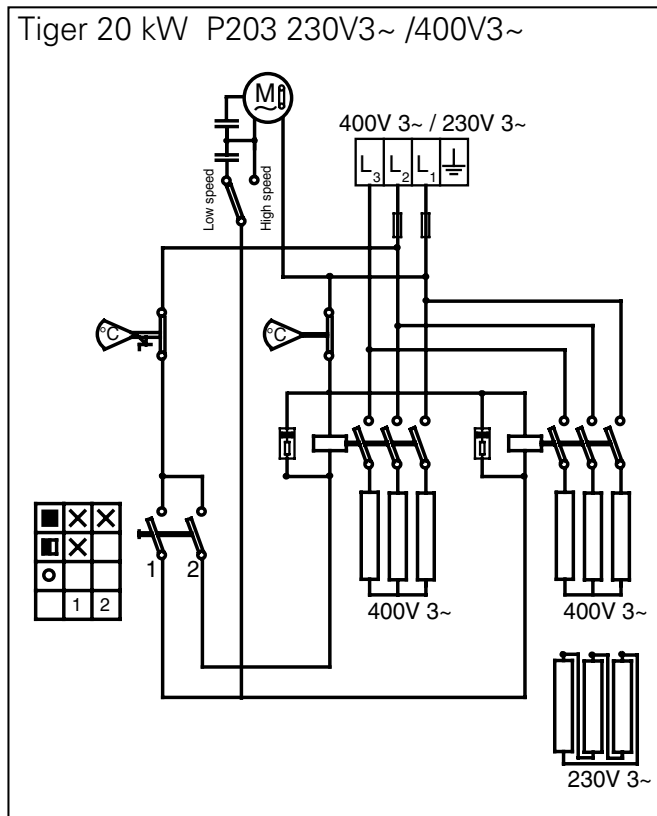 Tiger 20 kW P203 230V3~ /400V3~
M
~
400V 3~ / 230V 3~
L3 L2 L1
Low speed
High speed
°C
°C
1 2
1 2
400V 3~
400V 3~
230V 3~